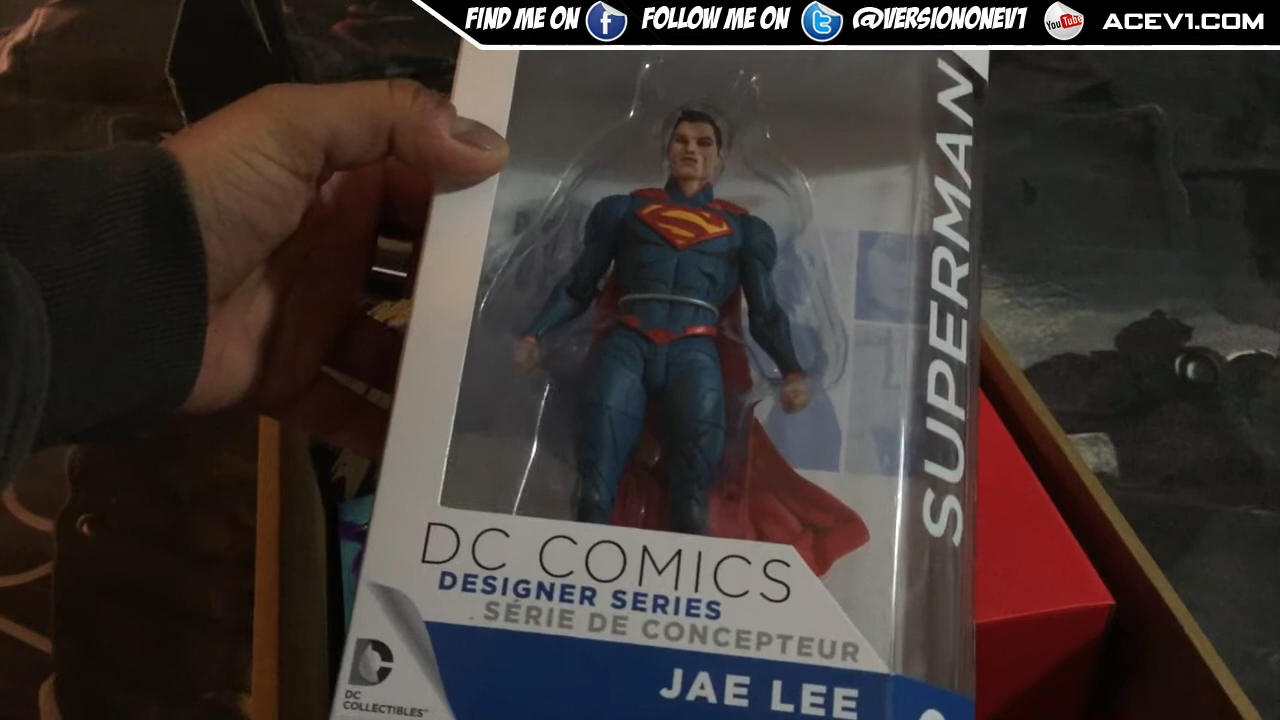 FIND ME ON f FOLLOW ME ON @VERSIONONEV1 YouTube ACEV1.COM
SUPERMAN
DC COMICS
DESIGNER SERIES
SÉRIE DE CONCEPTEUR
JAE LEE
DC
COLLECTIBLES™